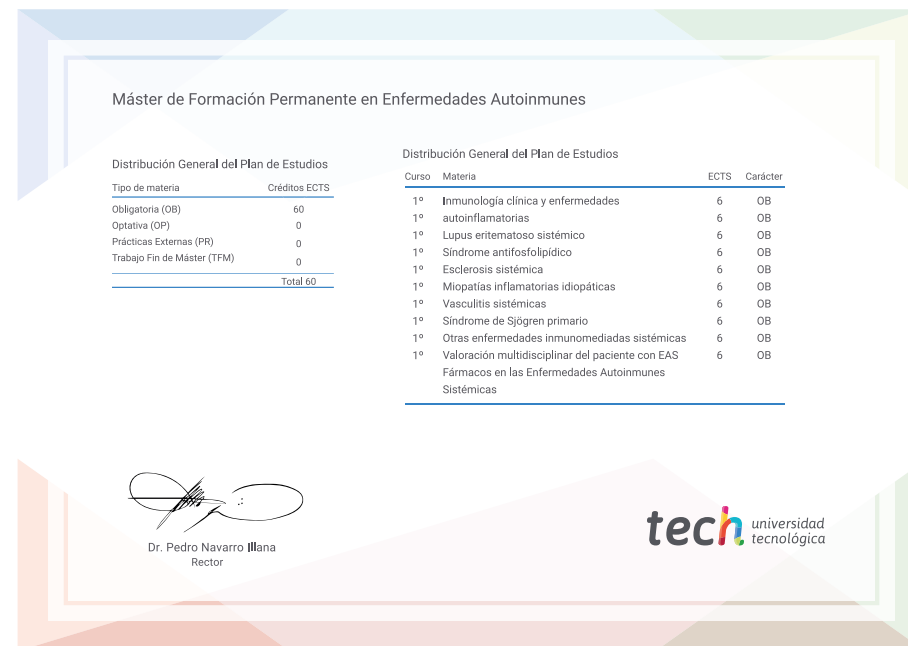 Máster de Formación Permanente en Enfermedades Autoinmunes
Distribución General del Plan de Estudios
Tipo de materia Créditos ECTS
Obligatoria (OB) 60
Optativa (OP) 0
Prácticas Externas (PR) 0
Trabajo Fin de Máster (TFM) 0
Total 60
Distribución General del Plan de Estudios
Curso Materia ECTS Carácter
1º Inmunología clínica y enfermedades 6 OB
1º autoinflamatorias 6 OB
1º Lupus eritematoso sistémico 6 OB
1º Síndrome antifosfolipídico 6 OB
1º Esclerosis sistémica 6 OB
1º Miopatías inflamatorias idiopáticas 6 OB
1º Vasculitis sistémicas 6 OB
1º Síndrome de Sjögren primario 6 OB
1º Otras enfermedades inmunomediadas sistémicas 6 OB
1º Valoración multidisciplinar del paciente con EAS 6 OB
Fármacos en las Enfermedades Autoinmunes
Sistémicas
Dr. Pedro Navarro Illana
Rector
tech universidad
tecnológica